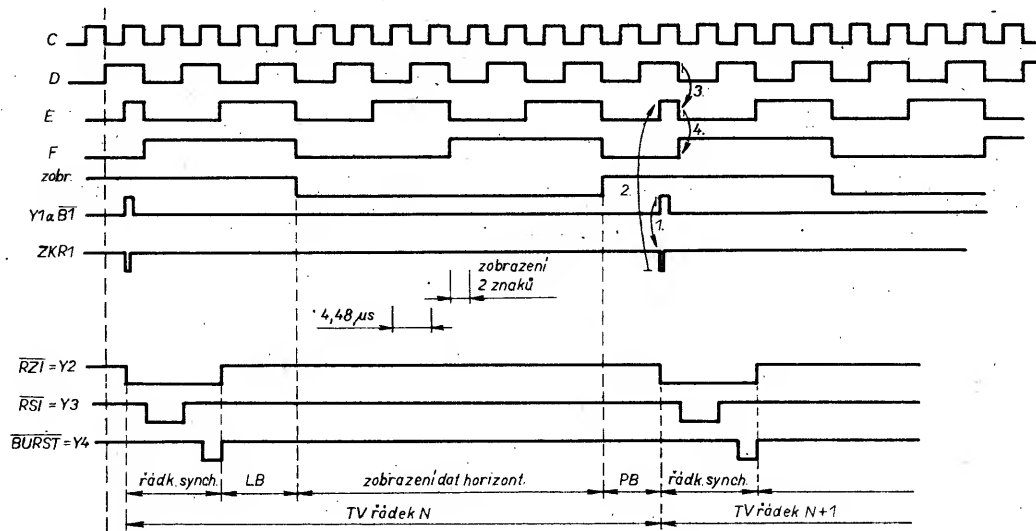 C
D
3.
E
4.
F
zobr.
2.
Y1 a B̅1̅
1.
ZKR1
zobrazení
2 znaků
4,48 µs
R̅Z̅I̅ = Y2
R̅S̅I̅ = Y3
B̅U̅R̅S̅T̅ = Y4
řádk. synch.
LB
zobrazení dat horizont.
PB
řádk. synch.
TV řádek N
TV řádek N+1